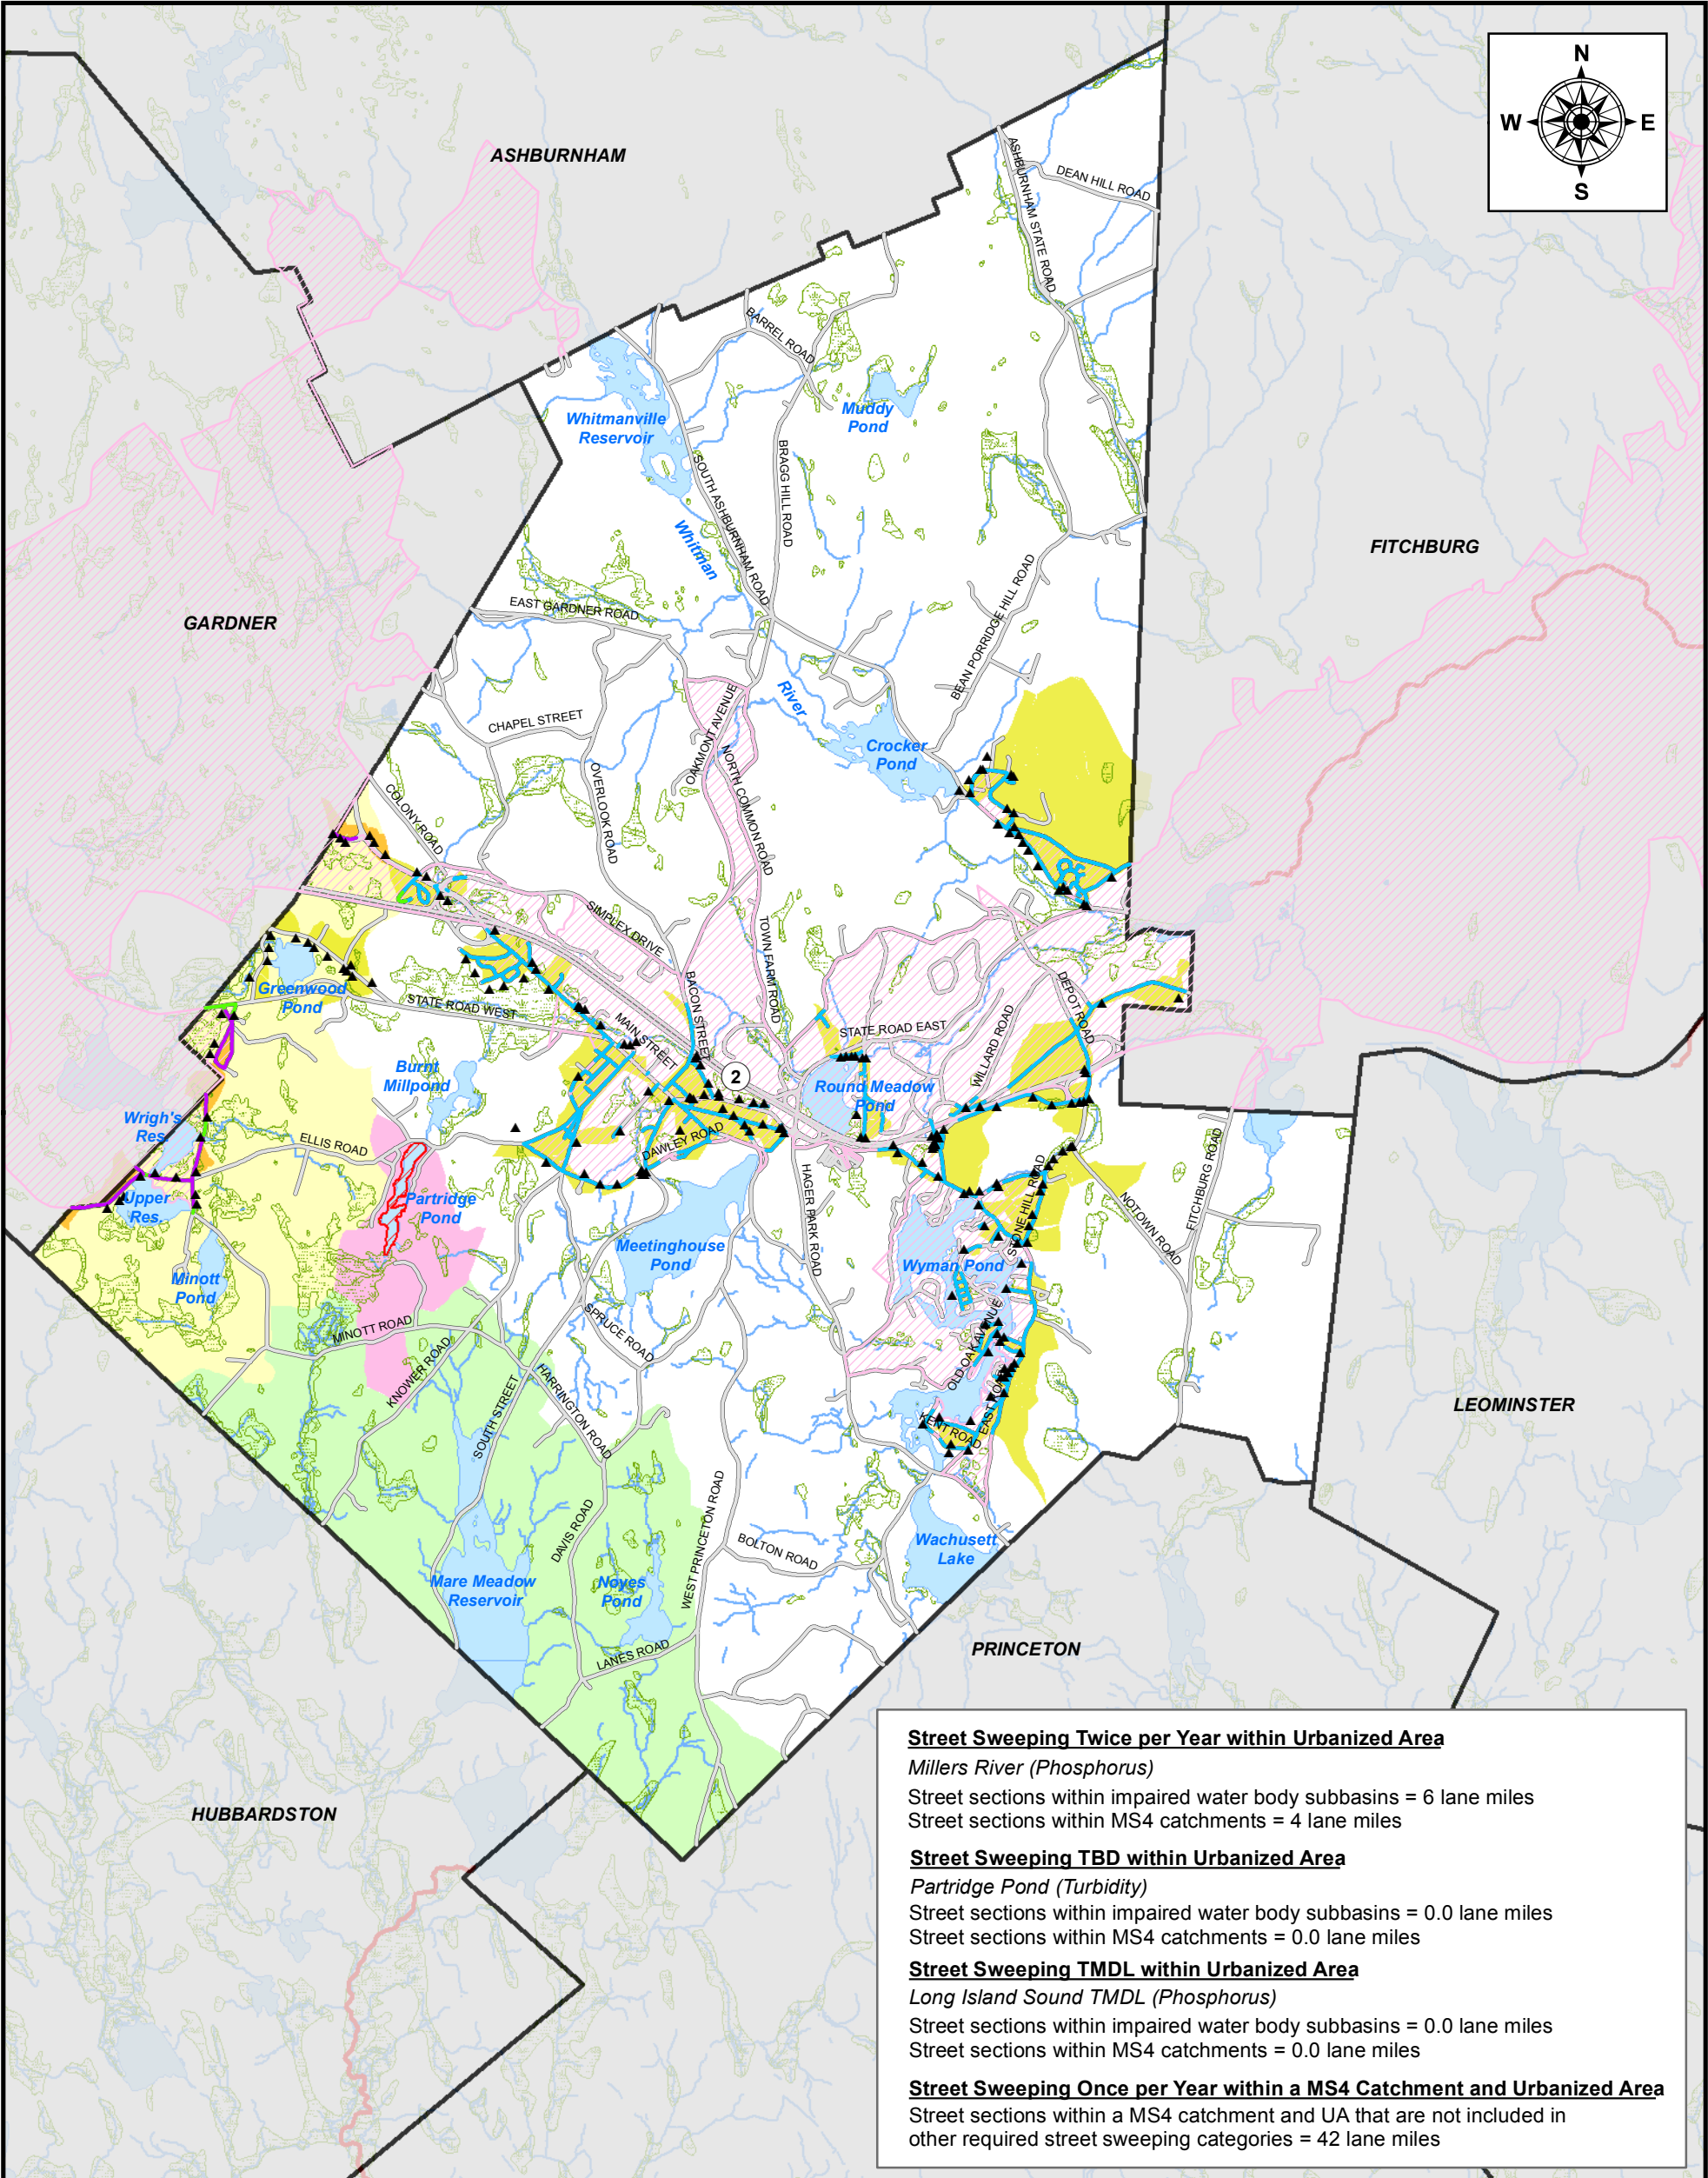 N
W
E
S
ASHBURNHAM
DEAN HILL ROAD
ASHBURNHAM STATE ROAD
BARREL ROAD
Whitmanville
Reservoir
Muddy
Pond
BRAGG HILL ROAD
SOUTH ASHBURNHAM ROAD
FITCHBURG
Whitman
River
EAST GARDNER ROAD
GARDNER
BEAN PORRIDGE HILL ROAD
CHAPEL STREET
OAKMONT AVENUE
NORTH COMMON ROAD
Crocker
Pond
OVERLOOK ROAD
COLONY ROAD
SIMPLEX DRIVE
TOWN FARM ROAD
Greenwood
Pond
STATE ROAD WEST
BACON STREET
MAIN STREET
STATE ROAD EAST
DEPOT ROAD
WILLARD ROAD
2
Burnt
Millpond
Round Meadow
Pond
Wrigh's
Res.
ELLIS ROAD
DAWLEY ROAD
HAGER PARK ROAD
STONE HILL ROAD
NOTOWN ROAD
FITCHBURG ROAD
Upper
Res.
Partridge
Pond
Meetinghouse
Pond
Wyman Pond
Minott
Pond
MINOTT ROAD
KNOWER ROAD
SPRUCE ROAD
HARRINGTON ROAD
SOUTH STREET
OLD OAK AVENUE
EAST ROAD
KENT ROAD
LEOMINSTER
DAVIS ROAD
WEST PRINCETON ROAD
BOLTON ROAD
Wachusett
Lake
Mare Meadow
Reservoir
Noyes
Pond
LANES ROAD
PRINCETON
HUBBARDSTON
Street Sweeping Twice per Year within Urbanized Area
Millers River (Phosphorus)
Street sections within impaired water body subbasins = 6 lane miles
Street sections within MS4 catchments = 4 lane miles
Street Sweeping TBD within Urbanized Area
Partridge Pond (Turbidity)
Street sections within impaired water body subbasins = 0.0 lane miles
Street sections within MS4 catchments = 0.0 lane miles
Street Sweeping TMDL within Urbanized Area
Long Island Sound TMDL (Phosphorus)
Street sections within impaired water body subbasins = 0.0 lane miles
Street sections within MS4 catchments = 0.0 lane miles
Street Sweeping Once per Year within a MS4 Catchment and Urbanized Area
Street sections within a MS4 catchment and UA that are not included in
other required street sweeping categories = 42 lane miles